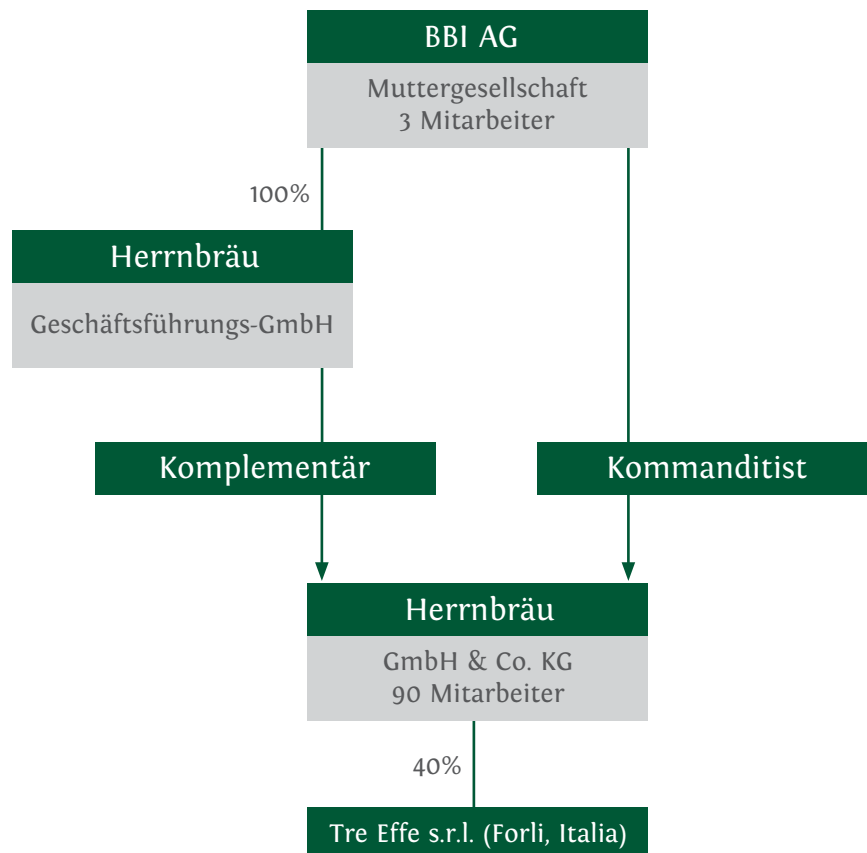 BBI AG
Muttergesellschaft
3 Mitarbeiter
100%
Herrnbräu
Geschäftsführungs-GmbH
Komplementär
Kommanditist
Herrnbräu
GmbH & Co. KG
90 Mitarbeiter
40%
Tre Effe s.r.l. (Forli, Italia)